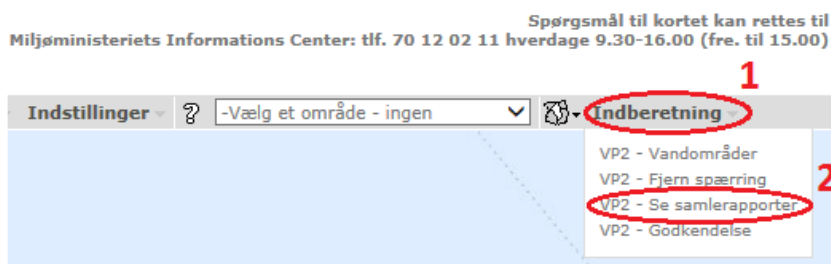 Spørgsmål til kortet kan rettes til
Miljøministeriets Informations Center: tlf. 70 12 02 11 hverdage 9.30-16.00 (fre. til 15.00)
1
Indstillinger ? -Vælg et område - ingen Indberetning
VP2 - Vandområder
VP2 - Fjern spærring
2
VP2 - Se samlerapporter
VP2 - Godkendelse